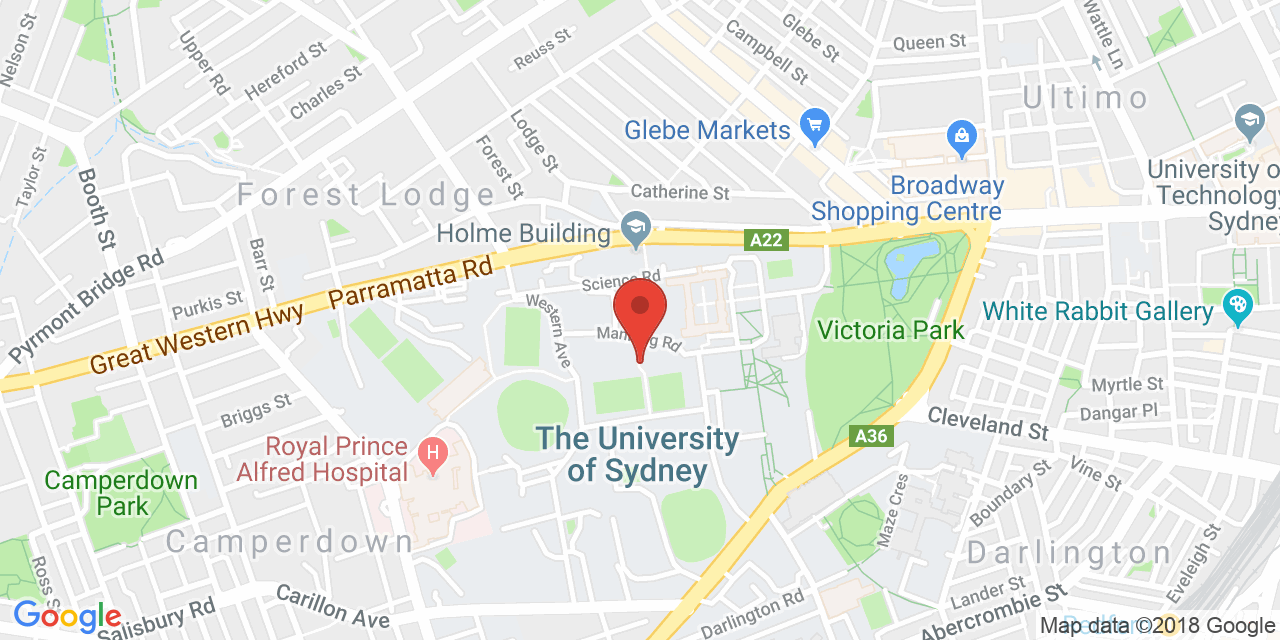 Nelson St
Upper Rd
Hereford St
Charles St
Reuss St
Campbell St
Glebe St
Queen St
Wattle Ln
Ultimo
Glebe Markets
Lodge St
Forest St
Taylor St
Booth St
Forest Lodge
Catherine St
Broadway
Shopping Centre
University of
Technology
Sydney
Holme Building
A22
Barr St
Pyrmont Bridge Rd
Parramatta Rd
Science Rd
Purkis St
Western Ave
Great Western Hwy
Victoria Park
White Rabbit Gallery
Myrtle St
Dangar Pl
Briggs St
Cleveland St
A36
The University
of Sydney
Royal Prince
Alfred Hospital
H
Camperdown
Park
Vine St
Boundary St
Maze Cres
Camperdown
Darlington
Eveleigh St
Ross S
Carillon Ave
Salisbury Rd
Lander St
Abercrombie St
Darlington Rd
Google
Map data ©2018 Google